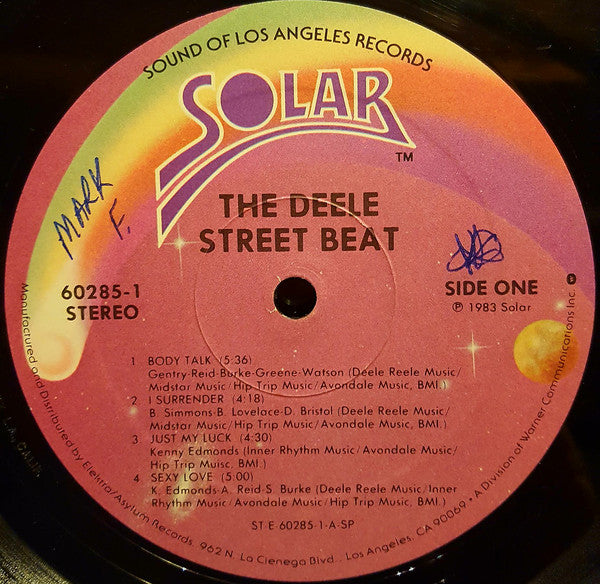 SOUND OF LOS ANGELES RECORDS
SOLAR
TM
MARK
F.
THE DEELE
STREET BEAT
60285-1
STEREO
SIDE ONE
Ⓟ 1983 Solar
1 BODY TALK (5:36)
Gentry-Reid-Burke-Greene-Watson (Deele Reele Music/
Midstar Music/Hip Trip Music/Avondale Music, BMI.)
2 I SURRENDER (4:18)
B. Simmons-B. Lovelace-D. Bristol (Deele Reele Music/
Midstar Music/Hip Trip Music/Avondale Music, BMI.)
3 JUST MY LUCK (4:30)
Kenny Edmonds (Inner Rhythm Music/Avondale Music/
Hip Trip Muisc, BMI.)
4 SEXY LOVE (5:00)
K. Edmonds-A. Reid-S. Burke (Deele Reele Music/Inner
Rhythm Music/Avondale Music/Hip Trip Music, BMI.)
ST E-60285-1-A-SP
Manufactured and Distributed by Elektra/Asylum Records, 962 N. La Cienega Blvd., Los Angeles, CA 90069 • A Division of Warner Communications Inc.